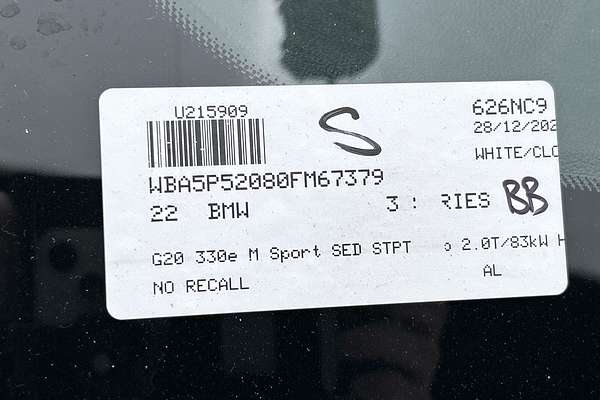 U215909
626NC9
S
28/12/202
WHITE/CLO
WBA5P52080FM67379
22 BMW 3 : RIES BB
G20 330e M Sport SED STPT 2.0T/83kW H
NO RECALL AL